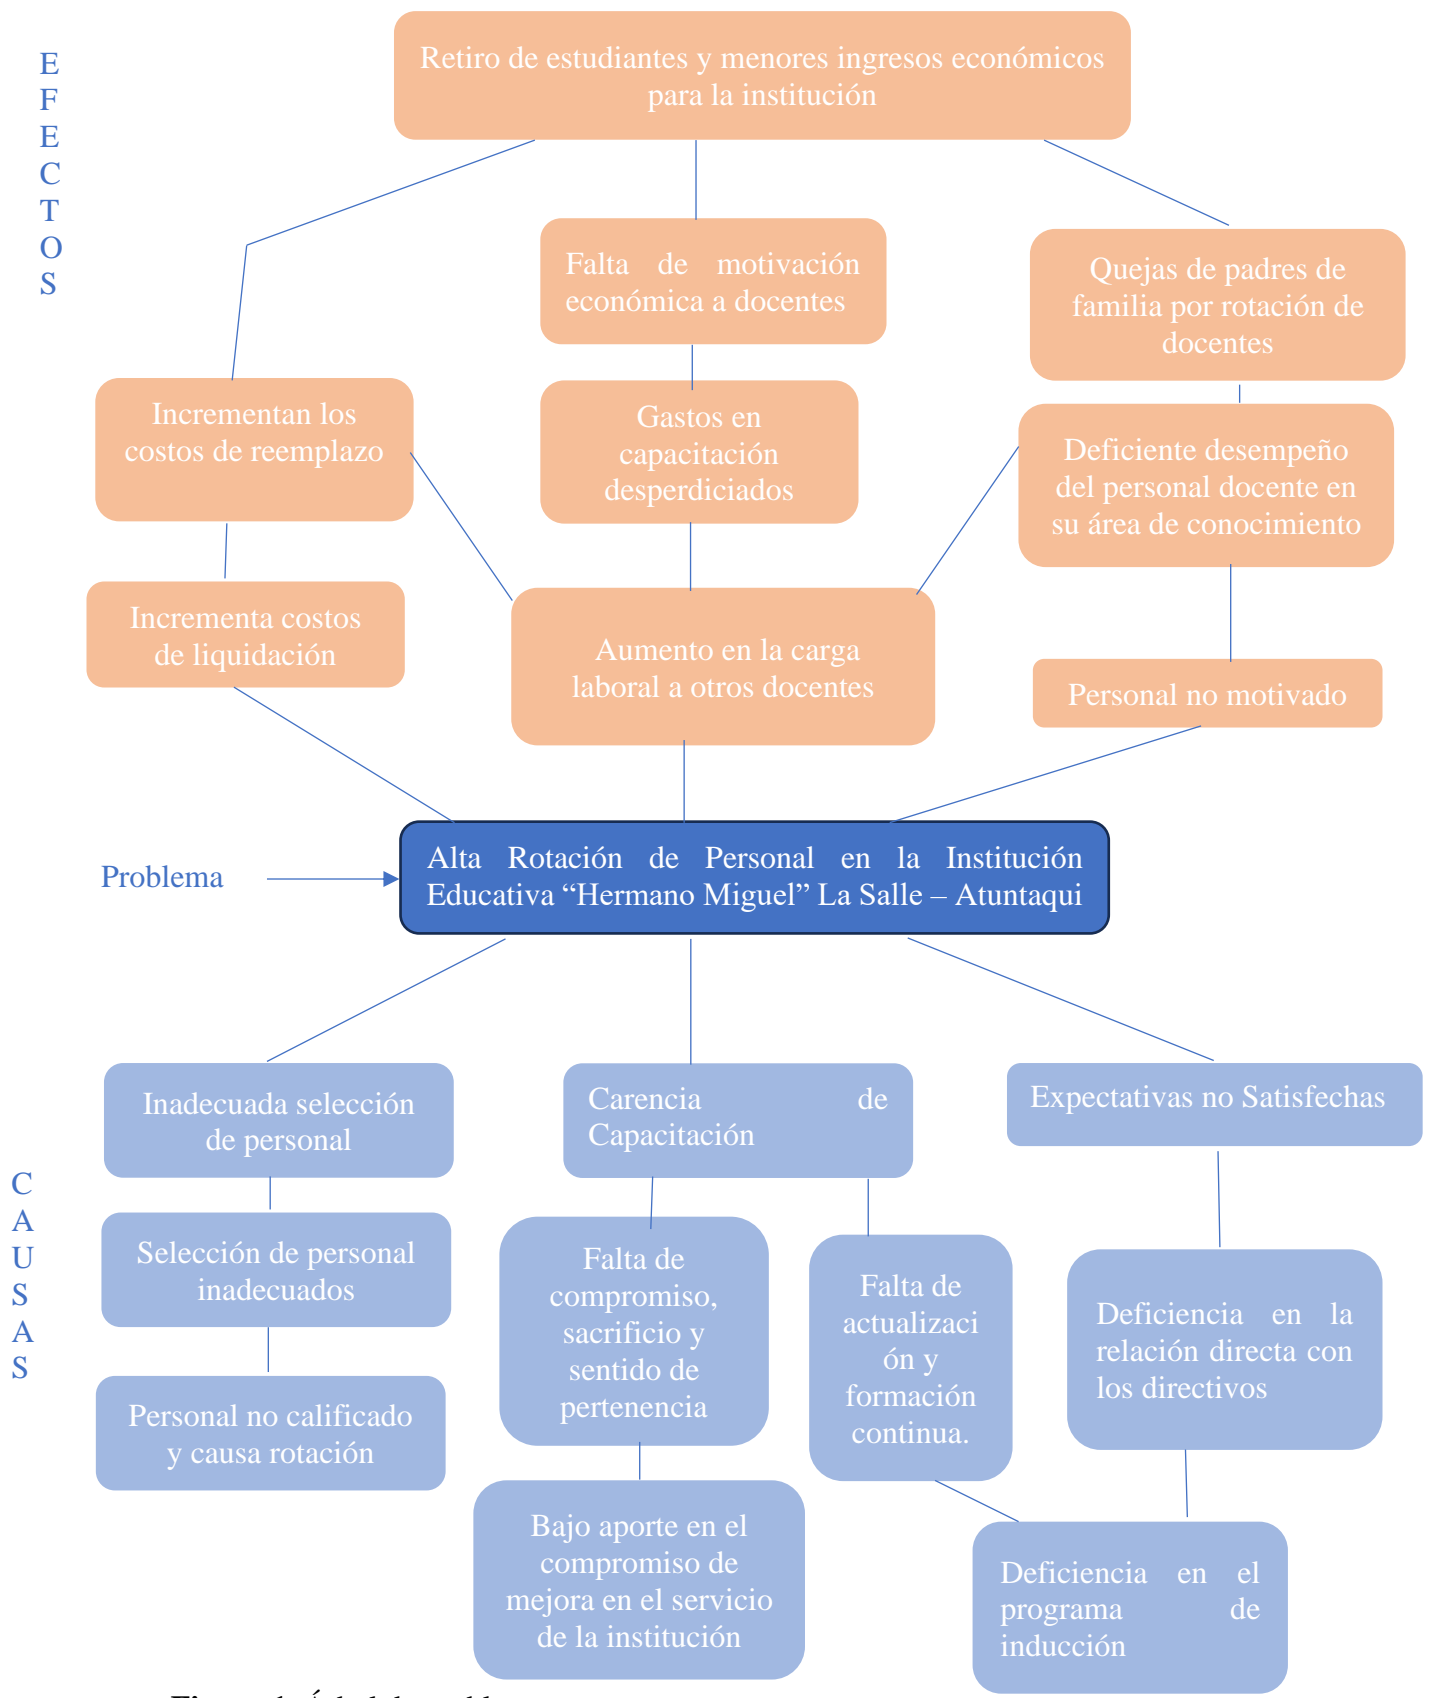 E
F
E
C
T
O
S
Retiro de estudiantes y menores ingresos económicos
para la institución
Falta de motivación
económica a docentes
Quejas de padres de
familia por rotación de
docentes
Incrementan los
costos de reemplazo
Gastos en
capacitación
desperdiciados
Deficiente desempeño
del personal docente en
su área de conocimiento
Incrementa costos
de liquidación
Aumento en la carga
laboral a otros docentes
Personal no motivado
Problema
Alta Rotación de Personal en la Institución
Educativa “Hermano Miguel” La Salle – Atuntaqui
C
A
U
S
A
S
Inadecuada selección
de personal
Carencia de
Capacitación
Expectativas no Satisfechas
Selección de personal
inadecuados
Falta de
compromiso,
sacrificio y
sentido de
pertenencia
Falta de
actualizaci
ón y
formación
continua.
Deficiencia en la
relación directa con
los directivos
Personal no calificado
y causa rotación
Bajo aporte en el
compromiso de
mejora en el servicio
de la institución
Deficiencia en el
programa de
inducción